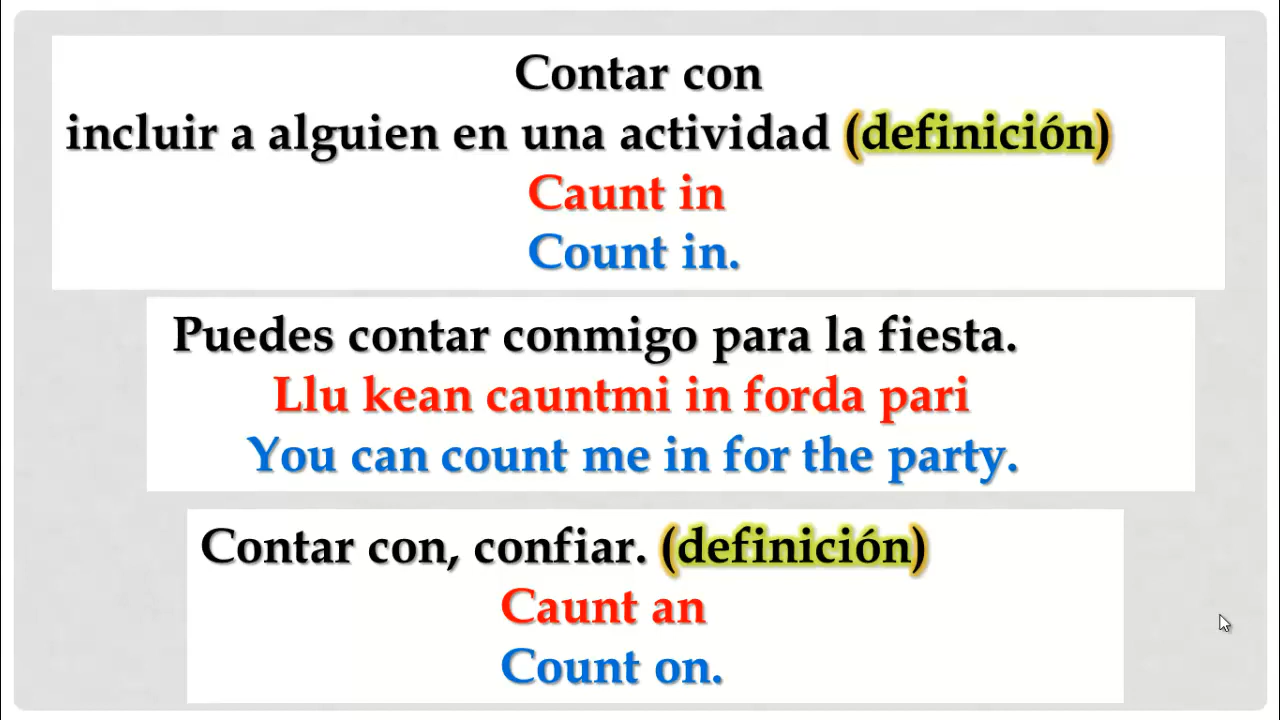 Contar con
incluir a alguien en una actividad (definición)
Caunt in
Count in.
Puedes contar conmigo para la fiesta.
Llu kean cauntmi in forda pari
You can count me in for the party.
Contar con, confiar. (definición)
Caunt an
Count on.